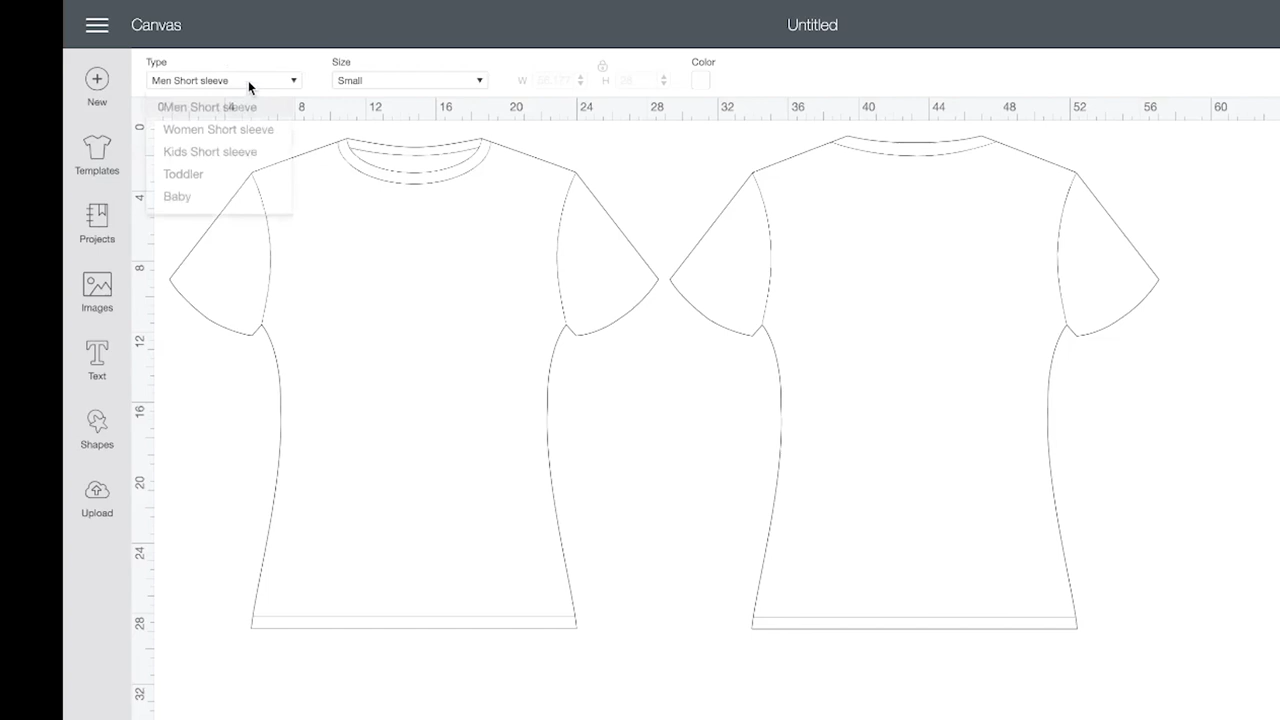 Canvas
Untitled
Type
Size
Color
Men Short sleeve
Small
W
H
New
0 4 8 12 16 20 24 28 32 36 40 44 48 52 56 60
Men Short sleeve
Women Short sleeve
Kids Short sleeve
Toddler
Baby
Templates
Projects
Images
Text
Shapes
Upload
0
4
8
12
16
20
24
28
32